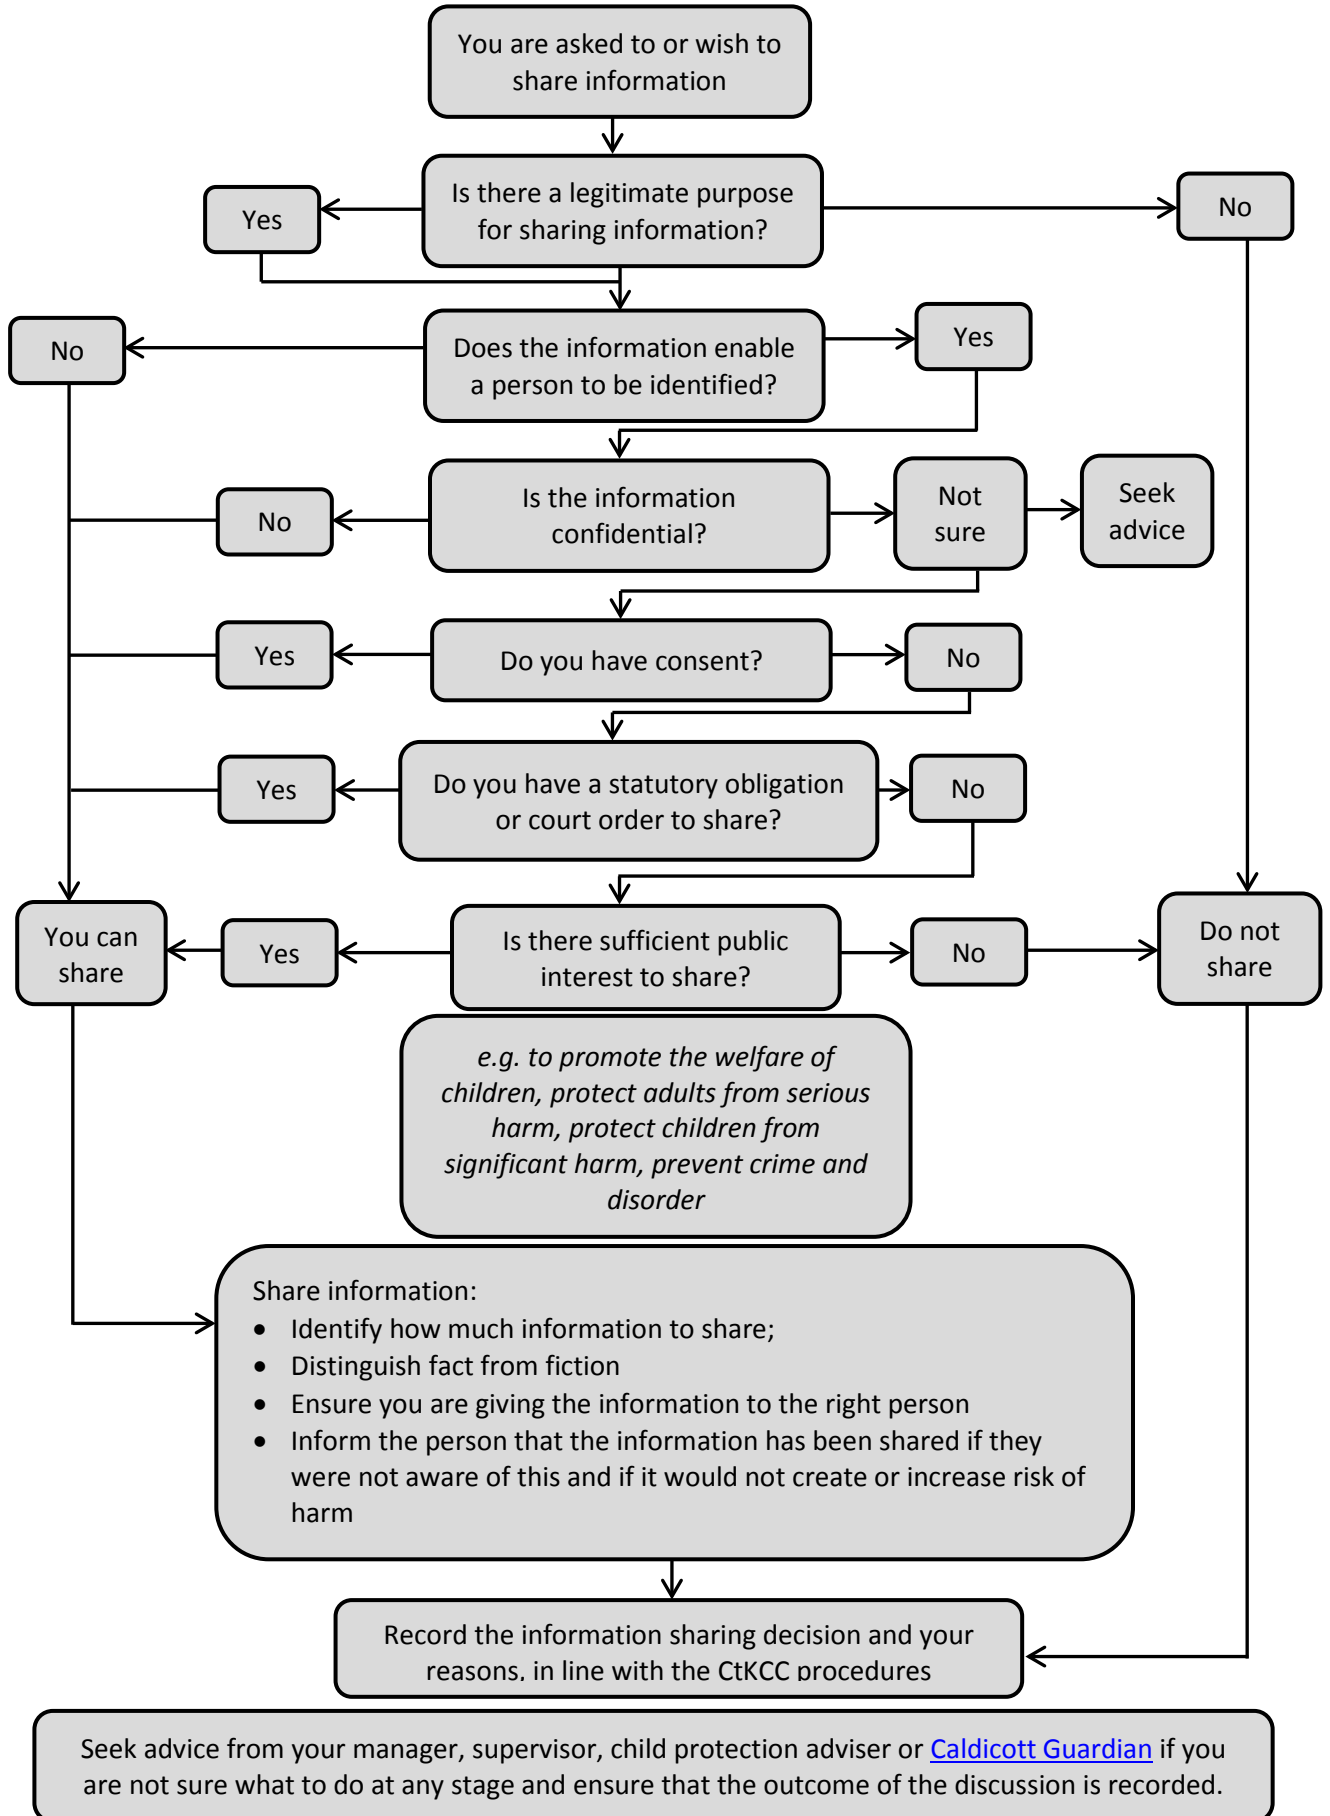 You are asked to or wish to
share information
Is there a legitimate purpose
for sharing information?
Yes
No
Does the information enable
a person to be identified?
No
Yes
Is the information
confidential?
No
Not
sure
Seek
advice
Do you have consent?
Yes
No
Do you have a statutory obligation
or court order to share?
Yes
No
Is there sufficient public
interest to share?
You can
share
Yes
No
Do not
share
e.g. to promote the welfare of
children, protect adults from serious
harm, protect children from
significant harm, prevent crime and
disorder
Share information:
• Identify how much information to share;
• Distinguish fact from fiction
• Ensure you are giving the information to the right person
• Inform the person that the information has been shared if they
were not aware of this and if it would not create or increase risk of
harm
Record the information sharing decision and your
reasons, in line with the CtKCC procedures
Seek advice from your manager, supervisor, child protection adviser or Caldicott Guardian if you
are not sure what to do at any stage and ensure that the outcome of the discussion is recorded.